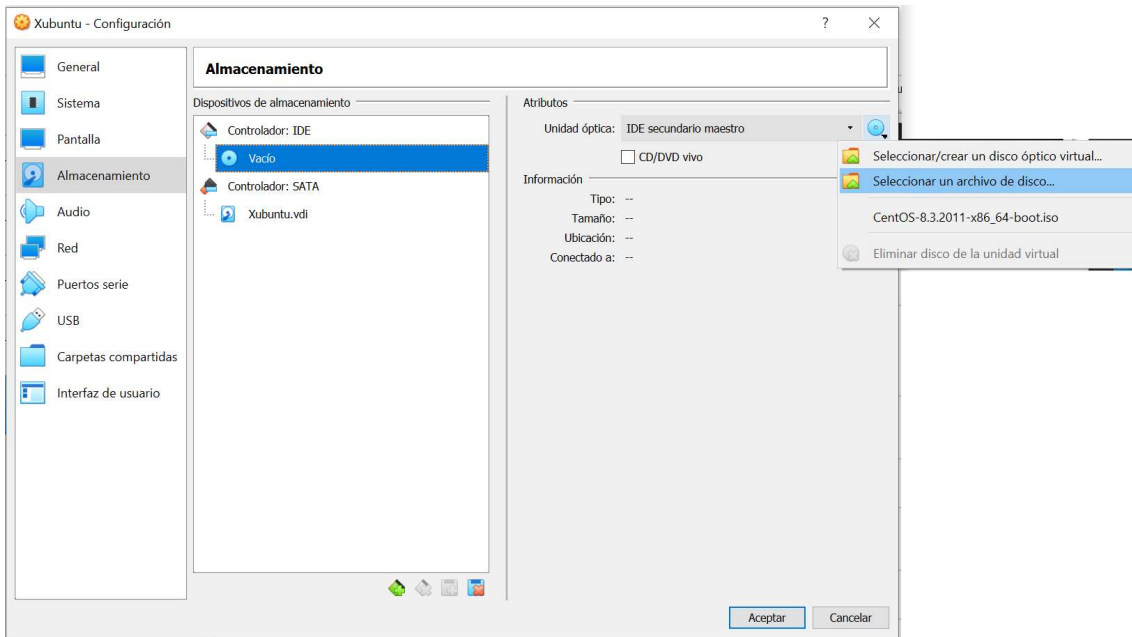 Xubuntu - Configuración
?
General
Sistema
Pantalla
Almacenamiento
Audio
Red
Puertos serie
USB
Carpetas compartidas
Interfaz de usuario
Almacenamiento
Dispositivos de almacenamiento
Controlador: IDE
Vacío
Controlador: SATA
Xubuntu.vdi
Atributos
Unidad óptica: IDE secundario maestro
CD/DVD vivo
Información
Tipo: --
Tamaño: --
Ubicación: --
Conectado a: --
Seleccionar/crear un disco óptico virtual...
Seleccionar un archivo de disco...
CentOS-8.3.2011-x86_64-boot.iso
Eliminar disco de la unidad virtual
Aceptar
Cancelar